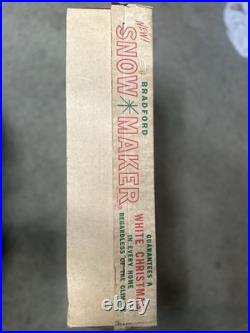 NEW!
BRADFORD
SNOW MAKER®
GUARANTEES A
WHITE CHRISTMAS
IN EVERY HOME
REGARDLESS OF THE